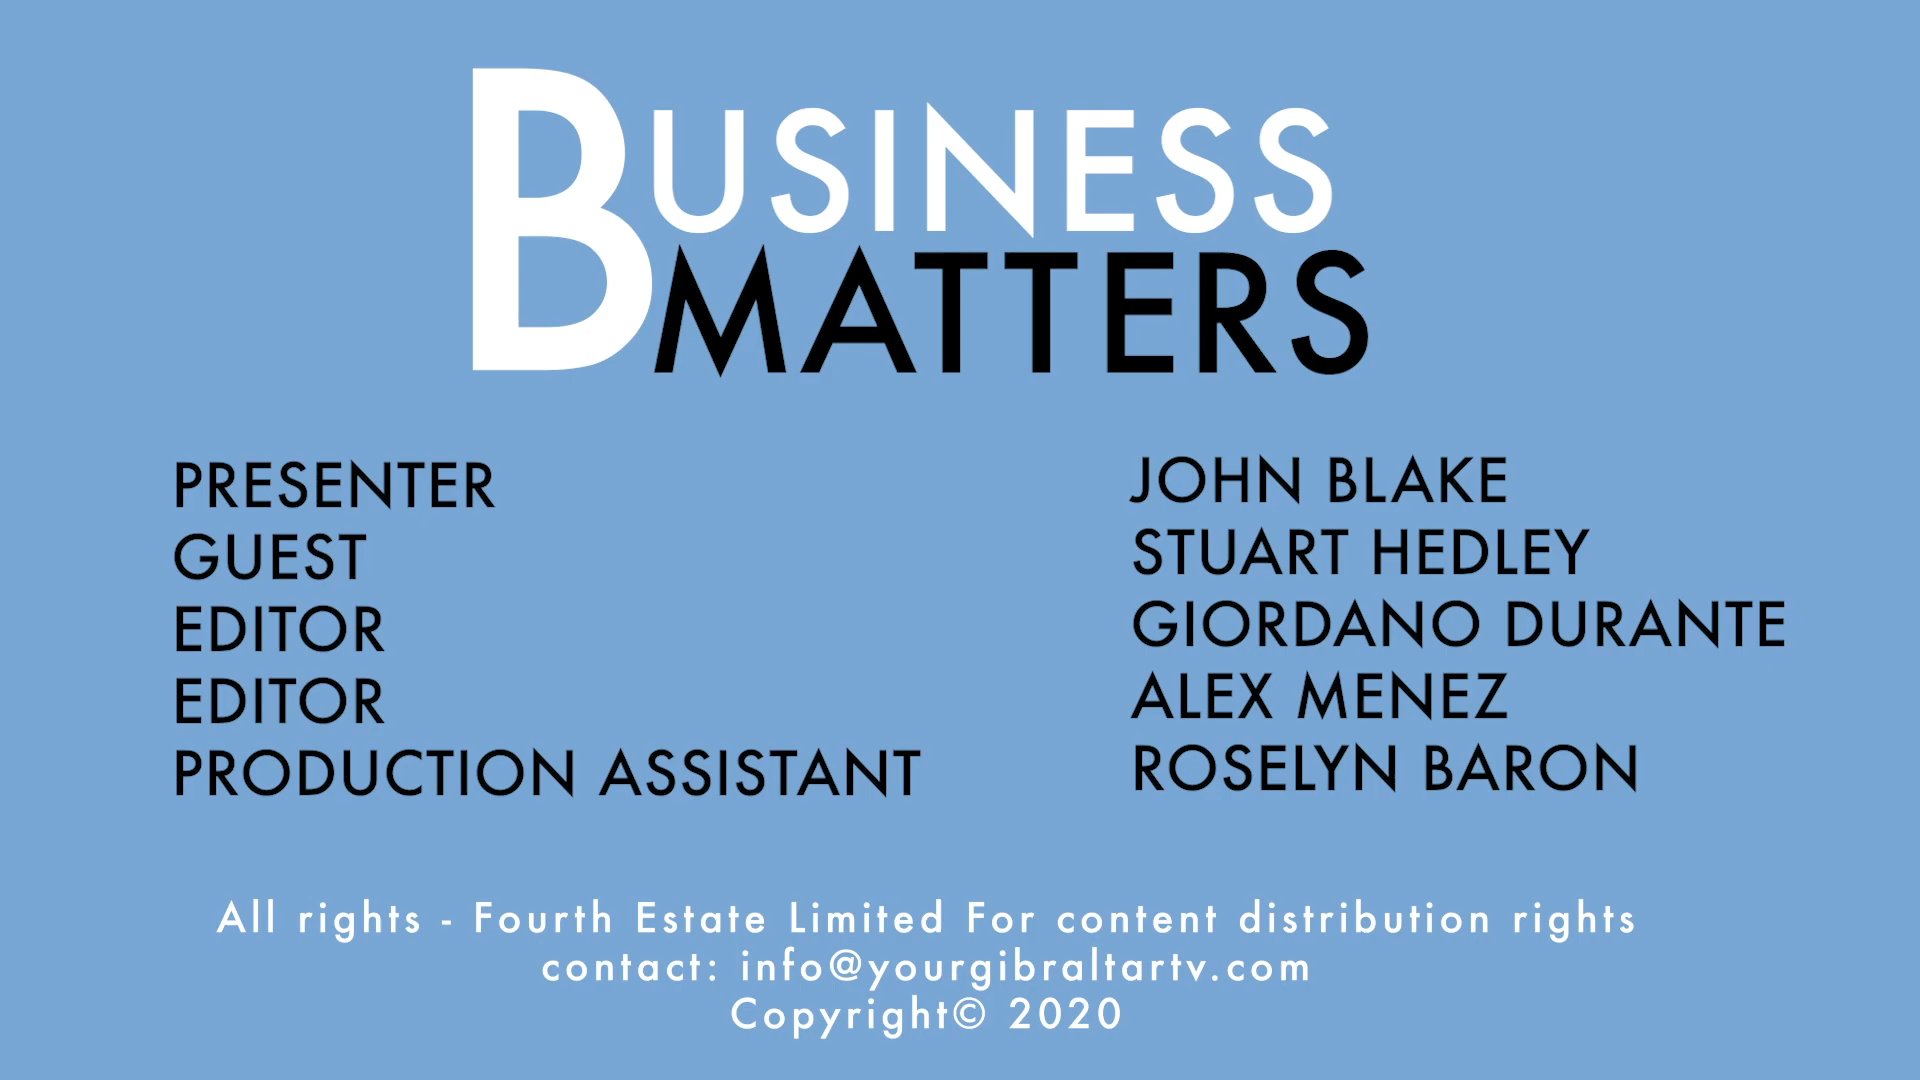 BUSINESS
MATTERS
PRESENTER JOHN BLAKE
GUEST STUART HEDLEY
EDITOR GIORDANO DURANTE
EDITOR ALEX MENEZ
PRODUCTION ASSISTANT ROSELYN BARON
All rights - Fourth Estate Limited For content distribution rights
contact: info@yourgibraltartv.com
Copyright© 2020